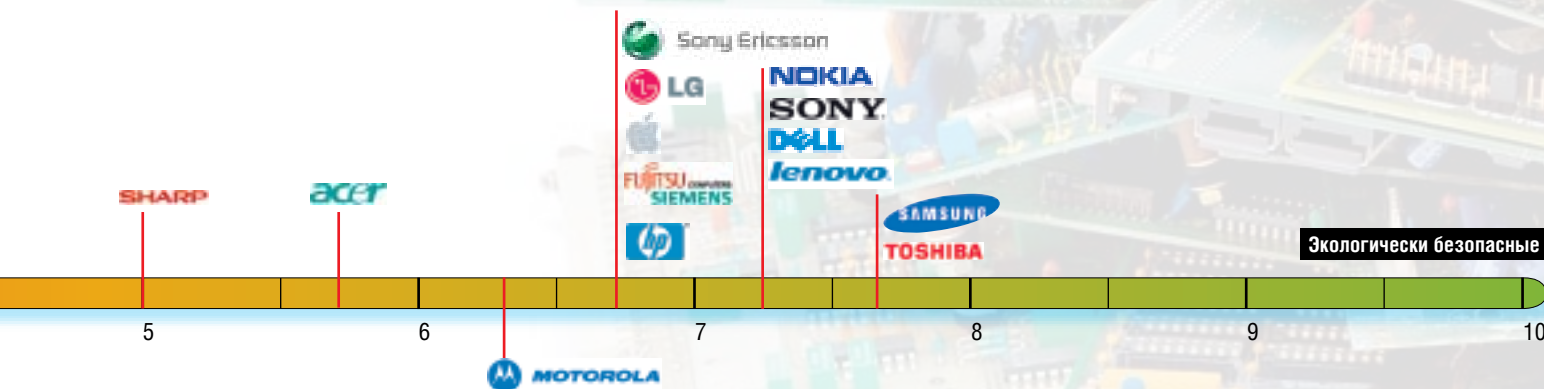 Sony Ericsson
LG
NOKIA
SONY
DELL
lenovo
FUJITSU COMPUTERS
SIEMENS
SHARP
acer
hp
SAMSUNG
TOSHIBA
Экологически безопасные
5 6 7 8 9 10
MOTOROLA